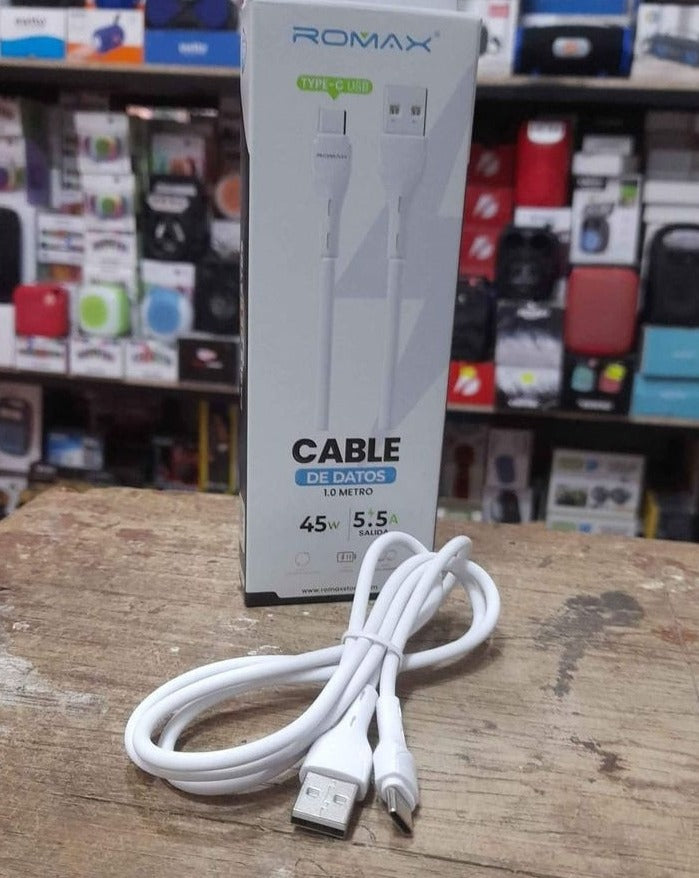 ROMAX
TYPE-C USB
ROMAX
CABLE
DE DATOS
1.0 METRO
45W
5.5A
SALIDA